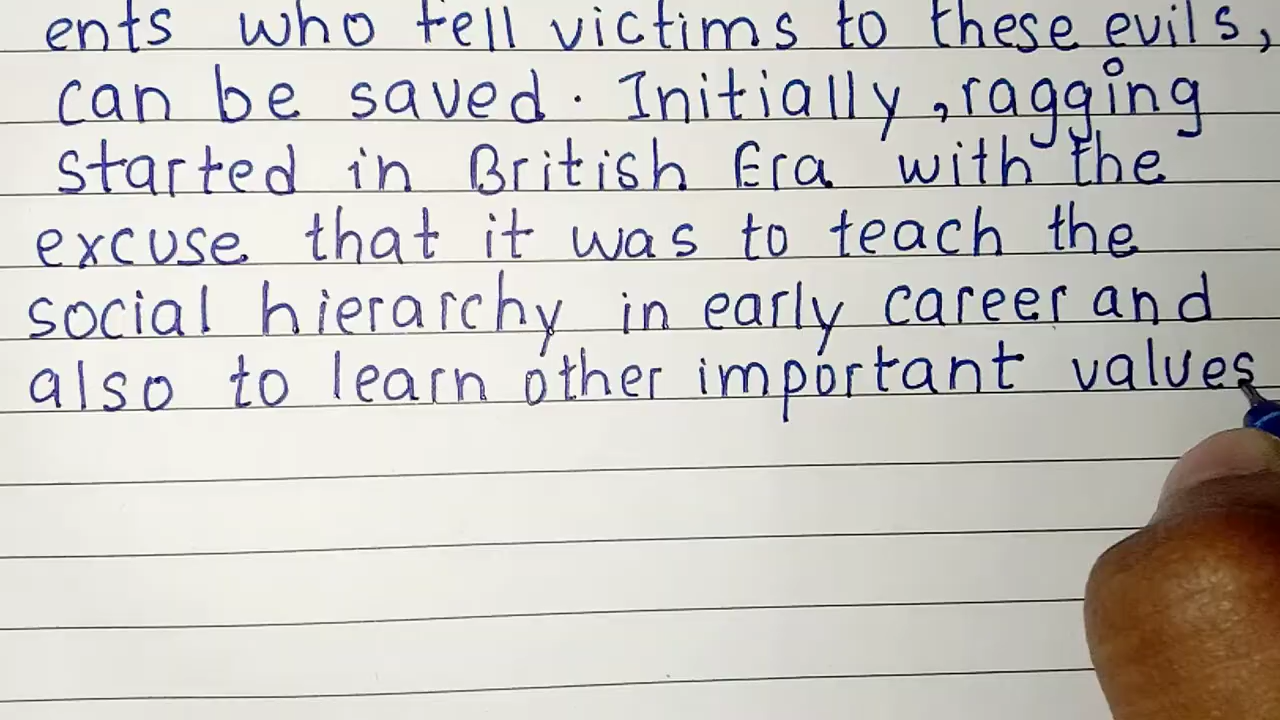 ents who fell victims to these evils,
can be saved. Initially, ragging
started in British Era with the
excuse that it was to teach the
social hierarchy in early career and
also to learn other important values